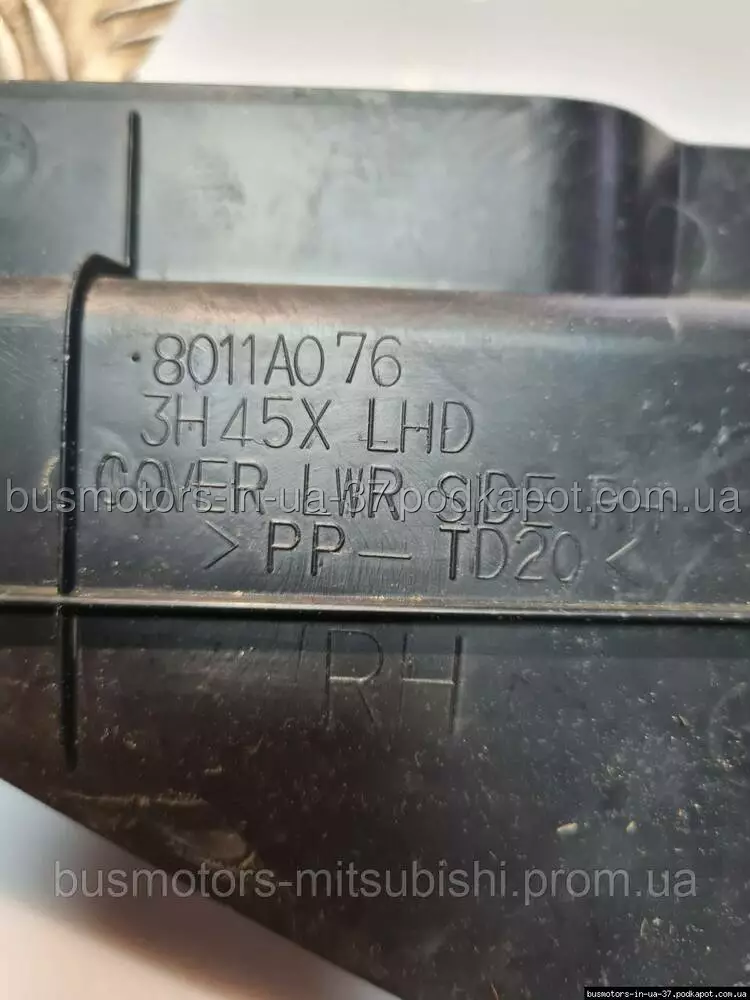 8011A076
3H45X LHD
COVER LWR SIDE RH
busmotors-in-ua-37.podkapot.com.ua
>PP-TD20<
RH
busmotors-mitsubishi.prom.ua
busmotors-in-ua-37.podkapot.com.ua